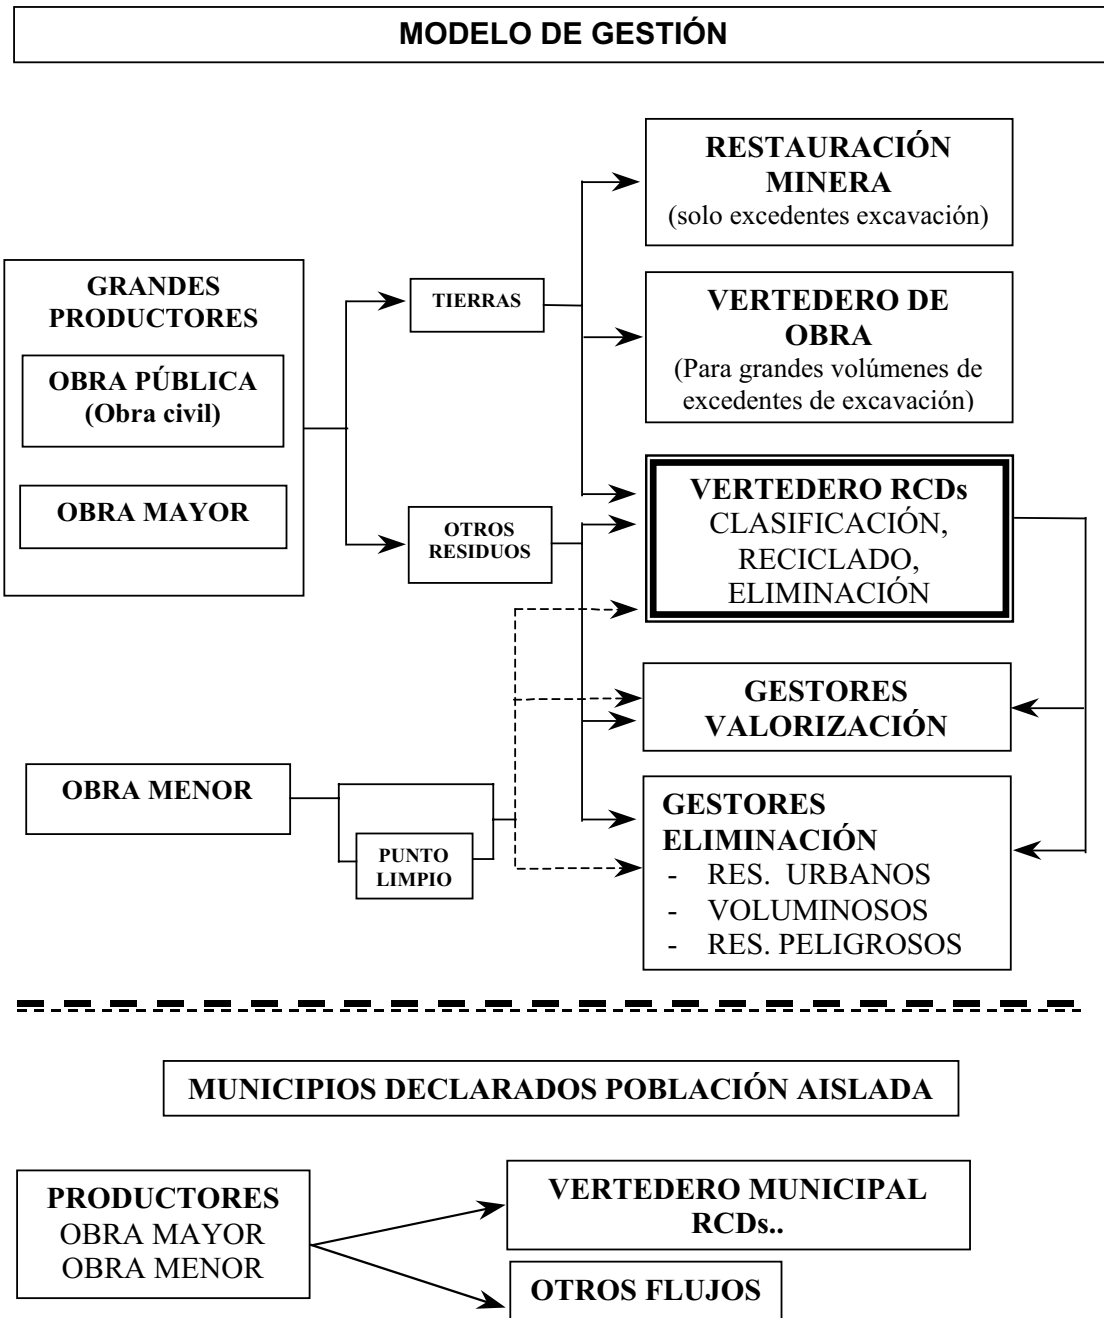 MODELO DE GESTIÓN
RESTAURACIÓN
MINERA
(solo excedentes excavación)
GRANDES
PRODUCTORES
OBRA PÚBLICA
(Obra civil)
OBRA MAYOR
TIERRAS
VERTEDERO DE
OBRA
(Para grandes volúmenes de
excedentes de excavación)
OTROS
RESIDUOS
VERTEDERO RCDs
CLASIFICACIÓN,
RECICLADO,
ELIMINACIÓN
GESTORES
VALORIZACIÓN
OBRA MENOR
PUNTO
LIMPIO
GESTORES
ELIMINACIÓN
- RES. URBANOS
- VOLUMINOSOS
- RES. PELIGROSOS
MUNICIPIOS DECLARADOS POBLACIÓN AISLADA
PRODUCTORES
OBRA MAYOR
OBRA MENOR
VERTEDERO MUNICIPAL
RCDs..
OTROS FLUJOS